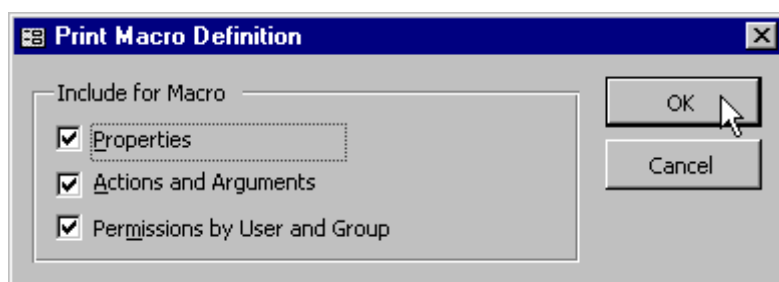 Print Macro Definition
Include for Macro
OK
Properties
Actions and Arguments
Cancel
Permissions by User and Group